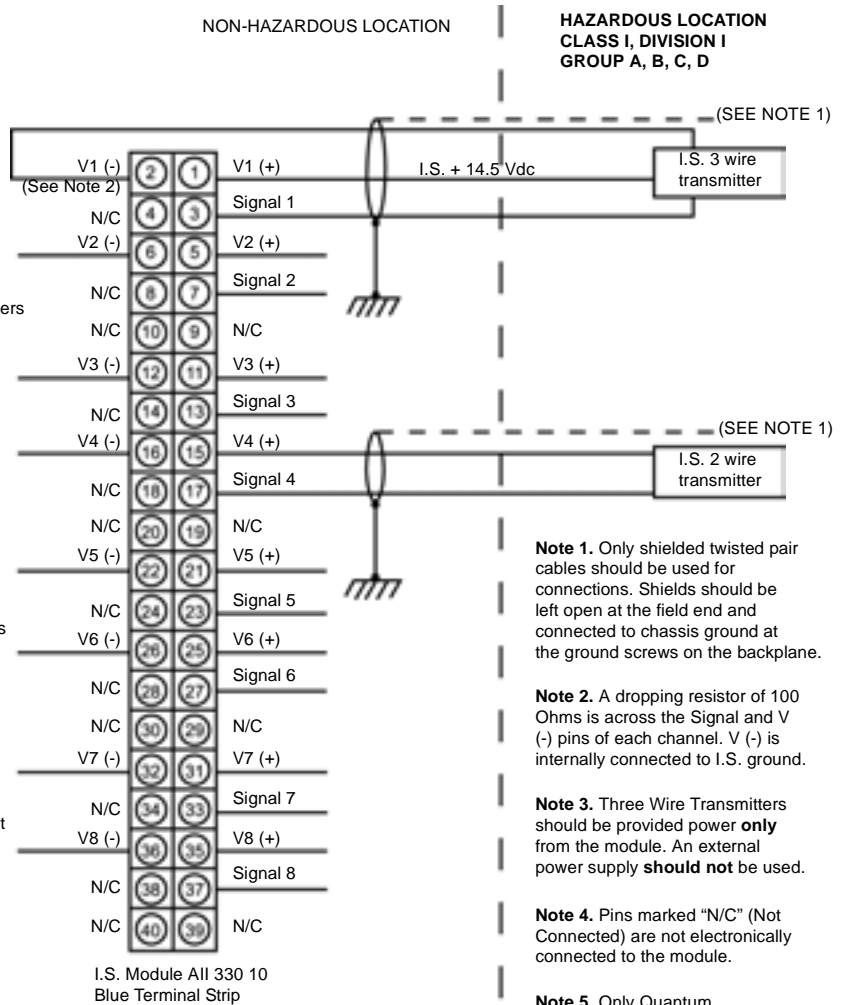 NON-HAZARDOUS LOCATION
HAZARDOUS LOCATION
CLASS I, DIVISION I
GROUP A, B, C, D
(SEE NOTE 1)
V1 (-) 2 1 V1 (+) I.S. + 14.5 Vdc
I.S. 3 wire
transmitter
(See Note 2)
N/C 4 3 Signal 1
V2 (-) 6 5 V2 (+)
N/C 8 7 Signal 2
ers
N/C 10 9 N/C
V3 (-) 12 11 V3 (+)
N/C 14 13 Signal 3
(SEE NOTE 1)
V4 (-) 16 15 V4 (+)
I.S. 2 wire
transmitter
N/C 18 17 Signal 4
N/C 20 19 N/C
V5 (-) 22 21 V5 (+)
N/C 24 23 Signal 5
s
V6 (-) 26 25 V6 (+)
N/C 28 27 Signal 6
N/C 30 29 N/C
V7 (-) 32 31 V7 (+)
N/C 34 33 Signal 7
t
V8 (-) 36 35 V8 (+)
N/C 38 37 Signal 8
N/C 40 39 N/C
I.S. Module AII 330 10
Blue Terminal Strip
Note 1. Only shielded twisted pair
cables should be used for
connections. Shields should be
left open at the field end and
connected to chassis ground at
the ground screws on the backplane.
Note 2. A dropping resistor of 100
Ohms is across the Signal and V
(-) pins of each channel. V (-) is
internally connected to I.S. ground.
Note 3. Three Wire Transmitters
should be provided power only
from the module. An external
power supply should not be used.
Note 4. Pins marked “N/C” (Not
Connected) are not electronically
connected to the module.
Note 5. Only Quantum